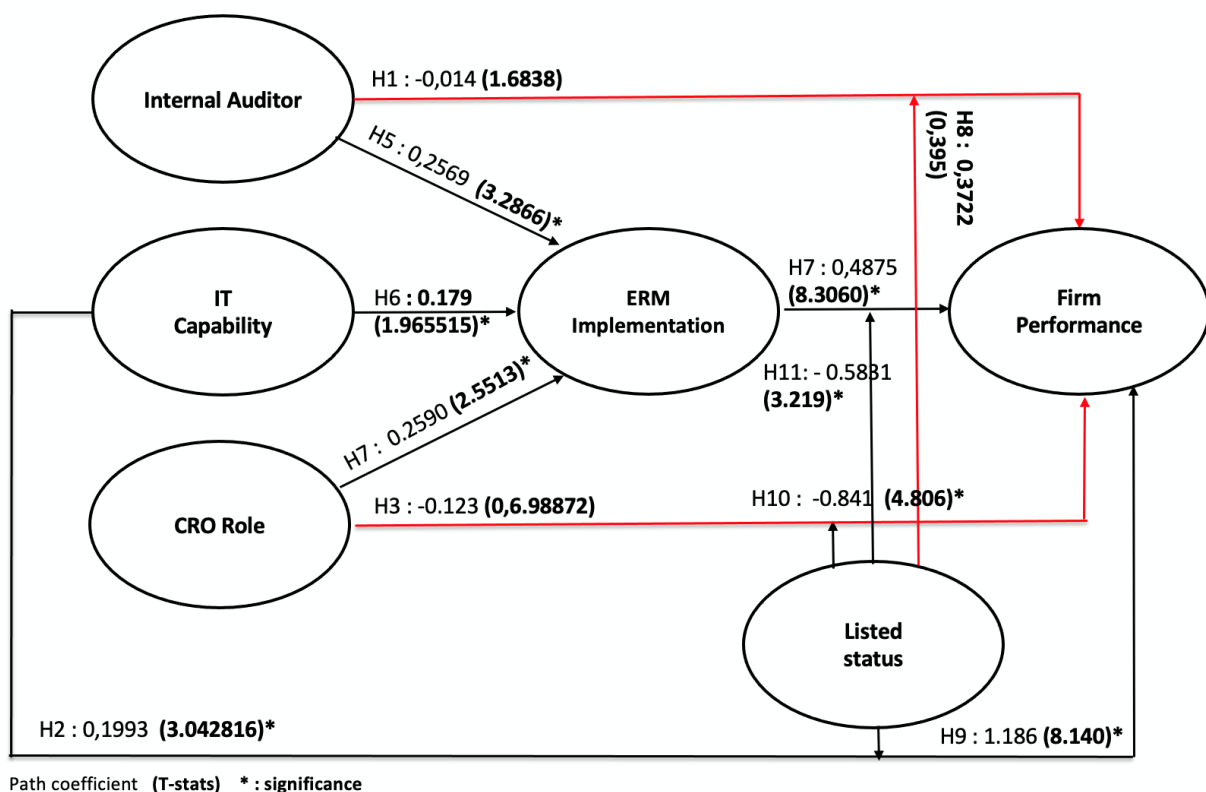 H1 : -0,014 (1.6838)
Internal Auditor
H5 : 0,2569 (3.2866)*
H8 : 0,3722
(0,395)
IT
Capability
H6 : 0.179
(1.965515)*
ERM
Implementation
H7 : 0,4875
(8.3060)*
Firm
Performance
H11: - 0.5831
(3.219)*
H7 : 0.2590 (2.5513)*
CRO Role
H3 : -0.123 (0,6.98872)
H10 : -0.841 (4.806)*
Listed
status
H2 : 0,1993 (3.042816)*
H9 : 1.186 (8.140)*
Path coefficient (T-stats) * : significance